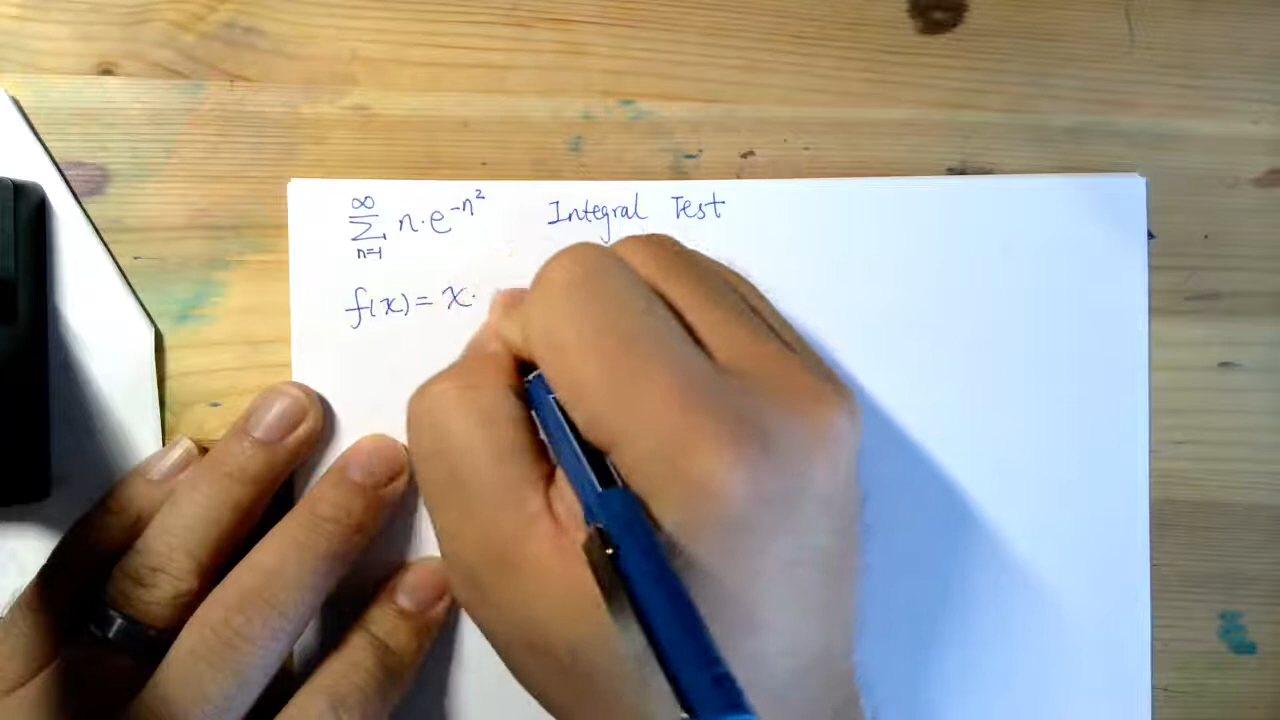 ∞∑n=1 n·e^{-n²} Integral Test
f(x) = x·